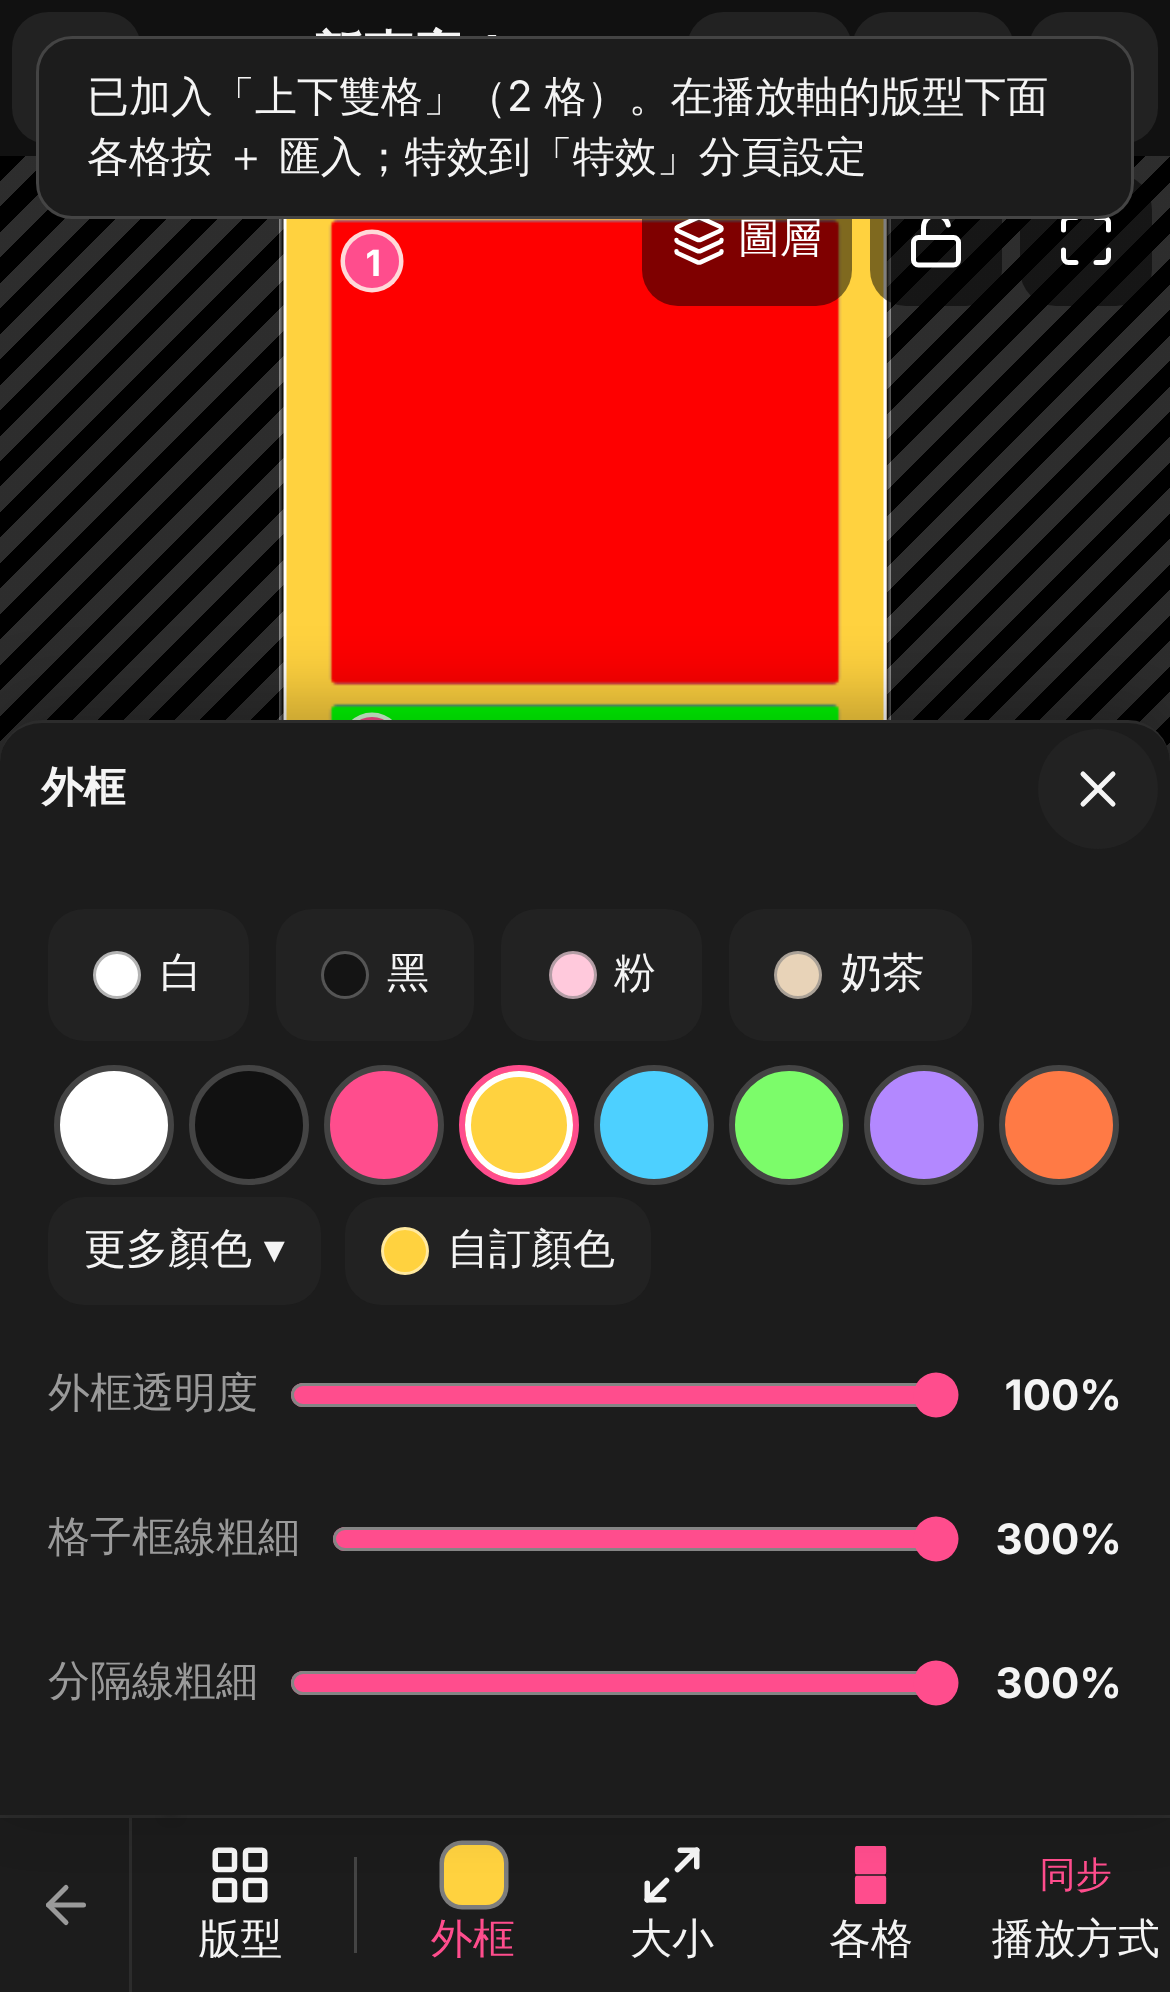 已加入「上下雙格」（2 格）。在播放軸的版型下面
各格按 ＋ 匯入；特效到「特效」分頁設定
1
圖層
外框
白
黑
粉
奶茶
更多顏色 ▾
自訂顏色
外框透明度
100%
格子框線粗細
300%
分隔線粗細
300%
同步
版型
外框
大小
各格
播放方式